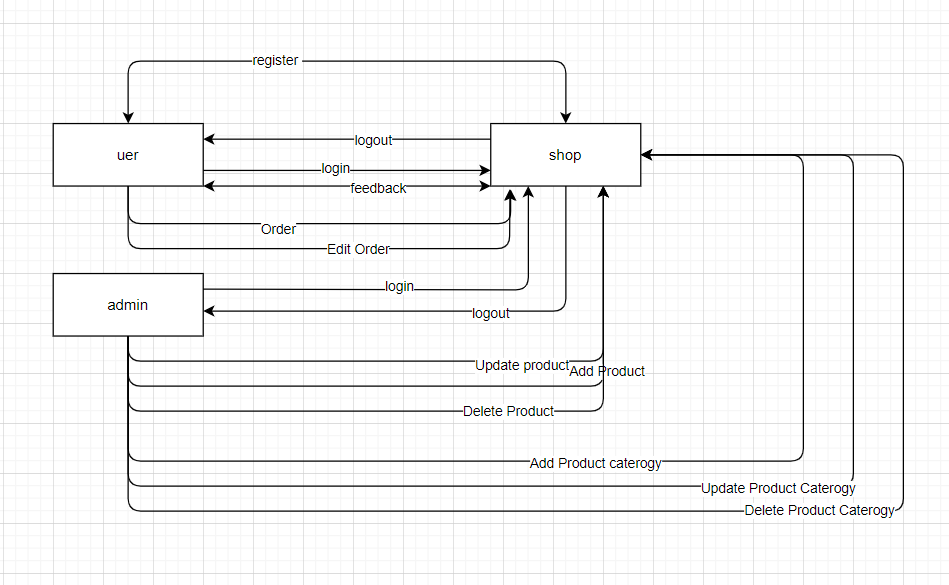 register
uer
shop
logout
login
feedback
Order
Edit Order
admin
login
logout
Update product
Add Product
Delete Product
Add Product caterogy
Update Product Caterogy
Delete Product Caterogy